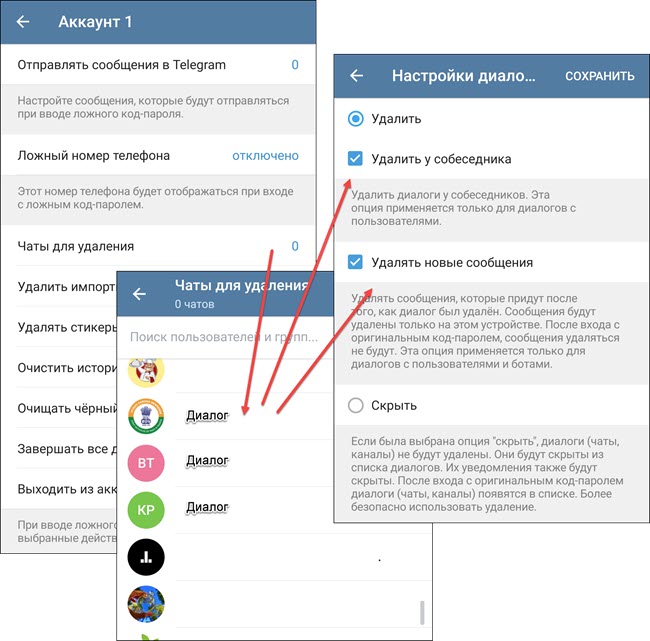 Аккаунт 1
Отправлять сообщения в Telegram 0
Настройте сообщения, которые будут отправляться
при вводе ложного код-пароля.
Ложный номер телефона отключено
Этот номер телефона будет отображаться при входе
с ложным код-паролем.
Чаты для удаления 0
Удалить импорт
Удалять стикеры
Очистить истори
Очищать чёрный
Завершать все д
Выходить из акк
При вводе ложного
выбранные действ
Чаты для удаления
0 чатов
Поиск пользователей и групп...
Диалог
ВТ Диалог
КР Диалог
Настройки диало... СОХРАНИТЬ
Удалить
Удалить у собеседника
Удалить диалоги у собеседников. Эта
опция применяется только для диалогов с
пользователями.
Удалять новые сообщения
Удалять сообщения, которые придут после
того, как диалог был удалён. Сообщения будут
удалены только на этом устройстве. После входа с
оригинальным код-паролем, сообщения удаляться
не будут. Эта опция применяется только для
диалогов с пользователями и ботами.
Скрыть
Если была выбрана опция "скрыть", диалоги (чаты,
каналы) не будут удалены. Они будут скрыты из
списка диалогов. Их уведомления также будут
скрыты. После входа с оригинальным код-паролем
диалоги (чаты, каналы) появятся в списке. Более
безопасно использовать удаление.